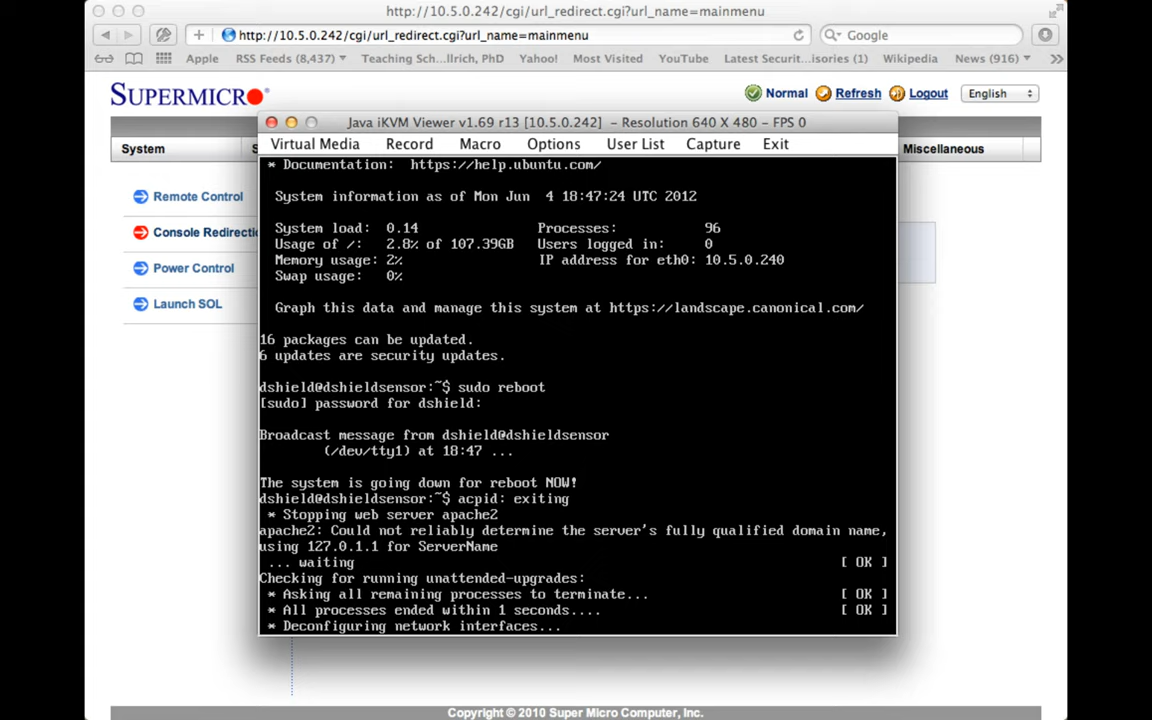 http://10.5.0.242/cgi/url_redirect.cgi?url_name=mainmenu
http://10.5.0.242/cgi/url_redirect.cgi?url_name=mainmenu
Google
Apple RSS Feeds (8,437) Teaching Sch...llrich, PhD Yahoo! Most Visited YouTube Latest Securit...isories (1) Wikipedia News (916)
SUPERMICRO
Normal Refresh Logout English
Java iKVM Viewer v1.69 r13 [10.5.0.242] – Resolution 640 X 480 – FPS 0
Virtual Media Record Macro Options User List Capture Exit
System S Miscellaneous
Remote Control
Console Redirecti
Power Control
Launch SOL
* Documentation: https://help.ubuntu.com/
System information as of Mon Jun 4 18:47:24 UTC 2012
System load: 0.14 Processes: 96
Usage of /: 2.8% of 107.39GB Users logged in: 0
Memory usage: 2% IP address for eth0: 10.5.0.240
Swap usage: 0%
Graph this data and manage this system at https://landscape.canonical.com/
16 packages can be updated.
6 updates are security updates.
dshield@dshieldsensor:~$ sudo reboot
[sudo] password for dshield:
Broadcast message from dshield@dshieldsensor
(/dev/tty1) at 18:47 ...
The system is going down for reboot NOW!
dshield@dshieldsensor:~$ acpid: exiting
* Stopping web server apache2
apache2: Could not reliably determine the server's fully qualified domain name,
using 127.0.1.1 for ServerName
... waiting [ OK ]
Checking for running unattended-upgrades:
* Asking all remaining processes to terminate... [ OK ]
* All processes ended within 1 seconds.... [ OK ]
* Deconfiguring network interfaces...
Copyright © 2010 Super Micro Computer, Inc.